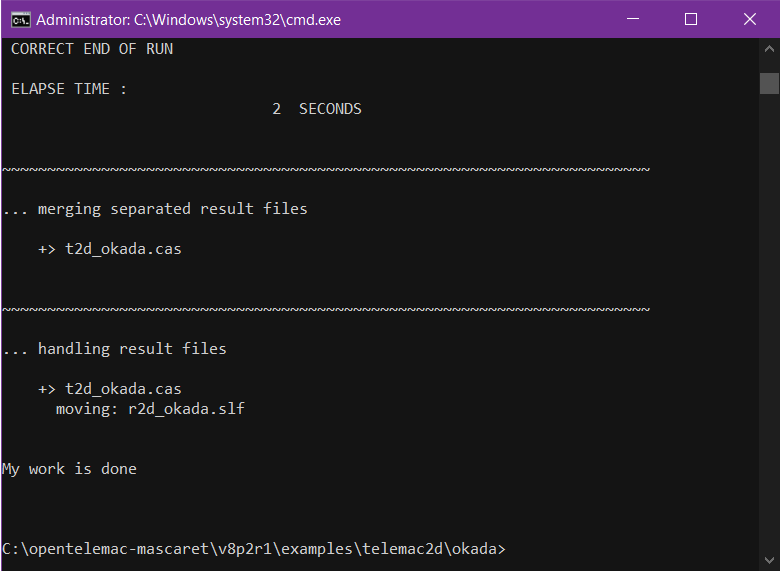 Administrator: C:\Windows\system32\cmd.exe
CORRECT END OF RUN
ELAPSE TIME :
2 SECONDS
~~~~~~~~~~~~~~~~~~~~~~~~~~~~~~~~~~~~~~~~~~~~~~~~~~~~~~~~~~~~~~~~~~~~~~~~
... merging separated result files
+> t2d_okada.cas
~~~~~~~~~~~~~~~~~~~~~~~~~~~~~~~~~~~~~~~~~~~~~~~~~~~~~~~~~~~~~~~~~~~~~~~~
... handling result files
+> t2d_okada.cas
moving: r2d_okada.slf
My work is done
C:\opentelemac-mascaret\v8p2r1\examples\telemac2d\okada>